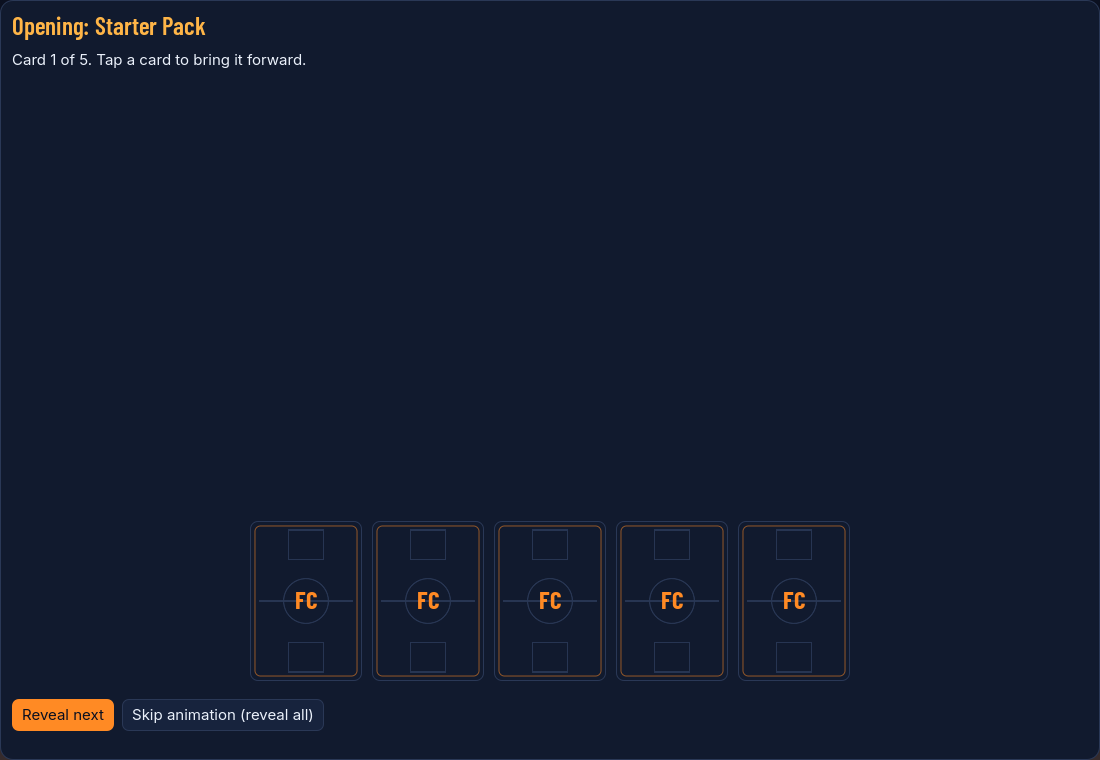 Opening: Starter Pack
Card 1 of 5. Tap a card to bring it forward.
FC FC FC FC FC
Reveal next Skip animation (reveal all)